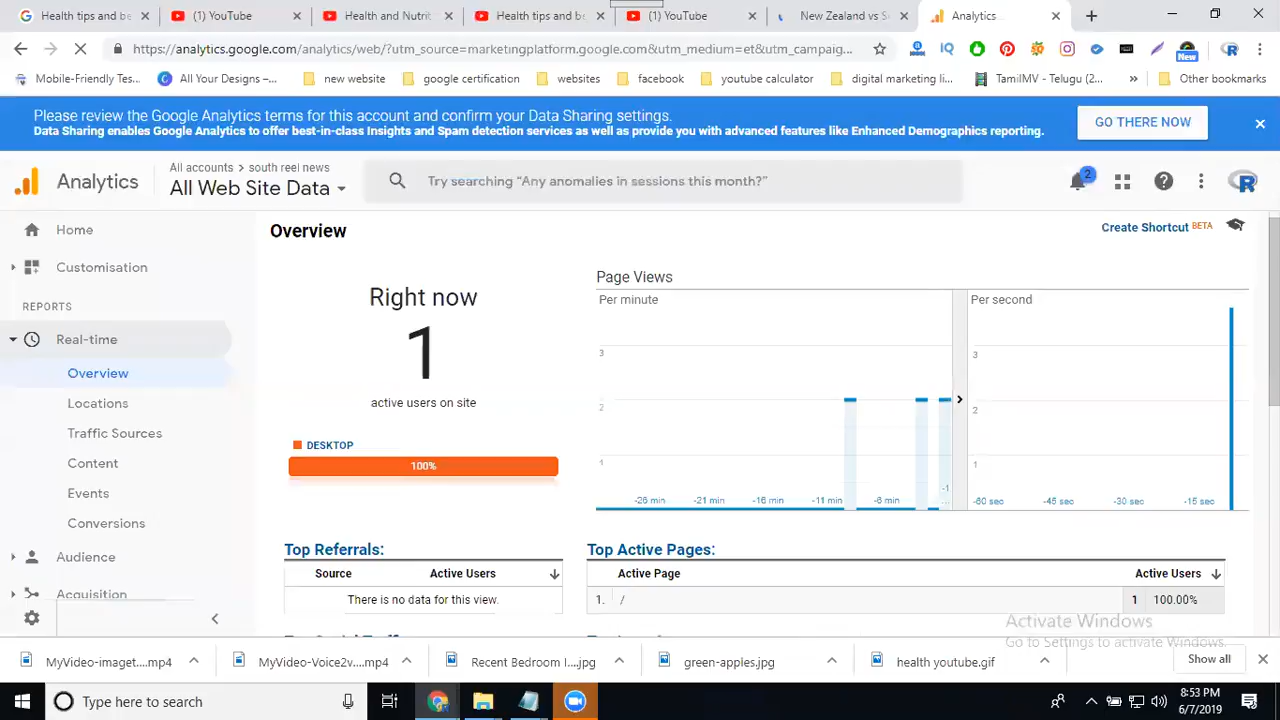 Health tips and be
(1) YouTube
Health and Nutrit
Health tips and be
(1) YouTube
New Zealand vs S
Analytics
https://analytics.google.com/analytics/web/?utm_source=marketingplatform.google.com&utm_medium=et&utm_campaig...
New
Mobile-Friendly Tes...
All Your Designs –...
new website
google certification
websites
facebook
youtube calculator
digital marketing li...
TamilMV - Telugu (2...
Other bookmarks
Please review the Google Analytics terms for this account and confirm your Data Sharing settings.
Data Sharing enables Google Analytics to offer best-in-class Insights and Spam detection services as well as provide you with advanced features like Enhanced Demographics reporting.
GO THERE NOW
Analytics
All accounts > south reel news
All Web Site Data
Try searching “Any anomalies in sessions this month?”
2
Home
Customisation
REPORTS
Real-time
Overview
Locations
Traffic Sources
Content
Events
Conversions
Audience
Acquisition
Overview
Create Shortcut BETA
Right now
1
active users on site
DESKTOP
100%
Page Views
Per minute
Per second
3
2
1
-26 min
-21 min
-16 min
-11 min
-6 min
-1
...
3
2
1
-60 sec
-45 sec
-30 sec
-15 sec
Top Referrals:
Source
Active Users
There is no data for this view.
Top Active Pages:
Active Page
Active Users
1.
/
1
100.00%
Activate Windows
Go to Settings to activate Windows.
MyVideo-imaget....mp4
MyVideo-Voice2v....mp4
Recent Bedroom I....jpg
green-apples.jpg
health youtube.gif
Show all
Type here to search
8:53 PM
6/7/2019